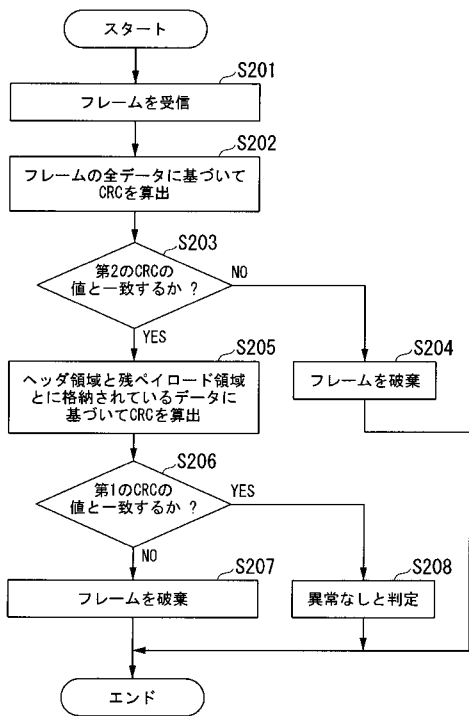 スタート
S201
フレームを受信
S202
フレームの全データに基づいて
CRCを算出
S203
第2のCRCの
値と一致するか ?
NO
YES
S204
フレームを破棄
S205
ヘッダ領域と残ペイロード領域
とに格納されているデータに
基づいてCRCを算出
S206
第1のCRCの
値と一致するか ?
YES
NO
S207
フレームを破棄
S208
異常なしと判定
エンド